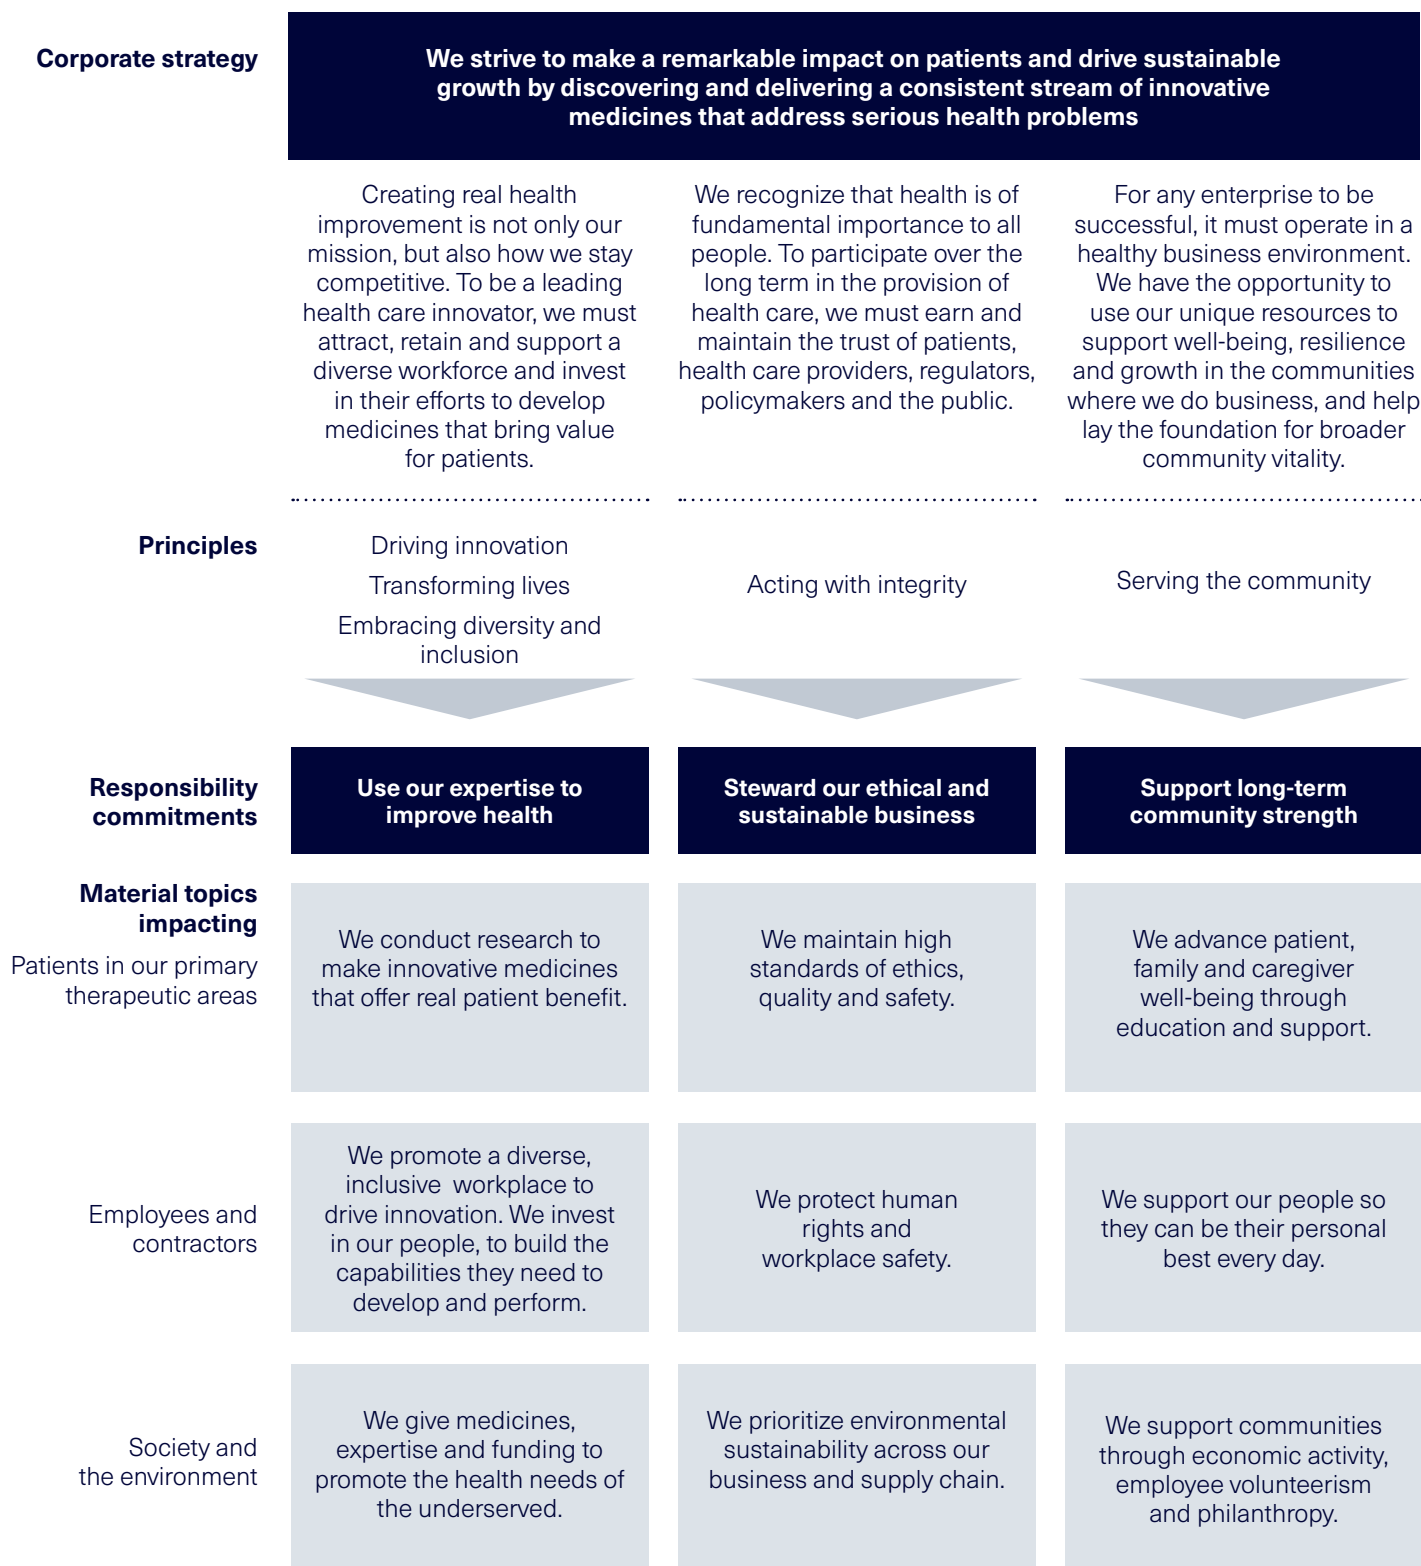 Corporate strategy
We strive to make a remarkable impact on patients and drive sustainable
growth by discovering and delivering a consistent stream of innovative
medicines that address serious health problems
Creating real health
improvement is not only our
mission, but also how we stay
competitive. To be a leading
health care innovator, we must
attract, retain and support a
diverse workforce and invest
in their efforts to develop
medicines that bring value
for patients.
We recognize that health is of
fundamental importance to all
people. To participate over the
long term in the provision of
health care, we must earn and
maintain the trust of patients,
health care providers, regulators,
policymakers and the public.
For any enterprise to be
successful, it must operate in a
healthy business environment.
We have the opportunity to
use our unique resources to
support well-being, resilience
and growth in the communities
where we do business, and help
lay the foundation for broader
community vitality.
Principles
Driving innovation
Transforming lives
Embracing diversity and
inclusion
Acting with integrity
Serving the community
Responsibility
commitments
Use our expertise to
improve health
Steward our ethical and
sustainable business
Support long-term
community strength
Material topics
impacting
Patients in our primary
therapeutic areas
We conduct research to
make innovative medicines
that offer real patient benefit.
We maintain high
standards of ethics,
quality and safety.
We advance patient,
family and caregiver
well-being through
education and support.
Employees and
contractors
We promote a diverse,
inclusive workplace to
drive innovation. We invest
in our people, to build the
capabilities they need to
develop and perform.
We protect human
rights and
workplace safety.
We support our people so
they can be their personal
best every day.
Society and
the environment
We give medicines,
expertise and funding to
promote the health needs of
the underserved.
We prioritize environmental
sustainability across our
business and supply chain.
We support communities
through economic activity,
employee volunteerism
and philanthropy.